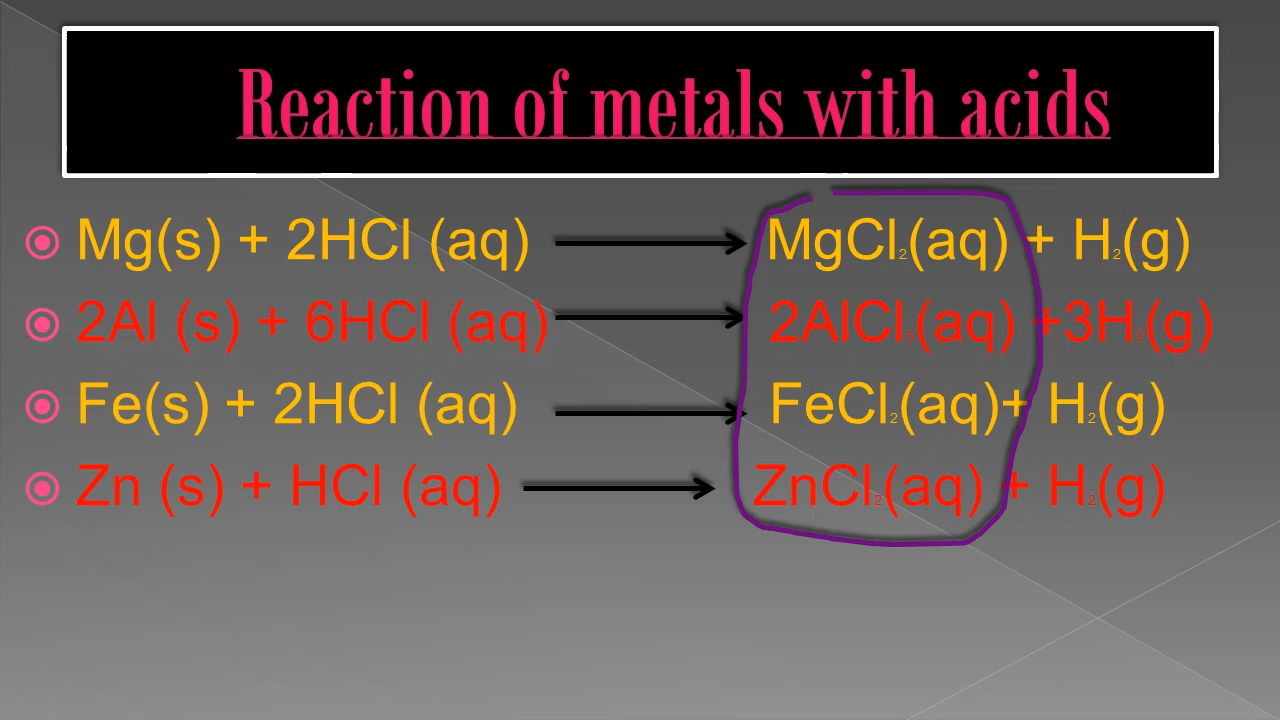 Reaction of metals with acids
Mg(s) + 2HCl (aq) → MgCl₂(aq) + H₂(g)
2Al (s) + 6HCl (aq) → 2AlCl₃(aq) +3H₂(g)
Fe(s) + 2HCl (aq) → FeCl₂(aq)+ H₂(g)
Zn (s) + HCl (aq) → ZnCl₂(aq) + H₂(g)